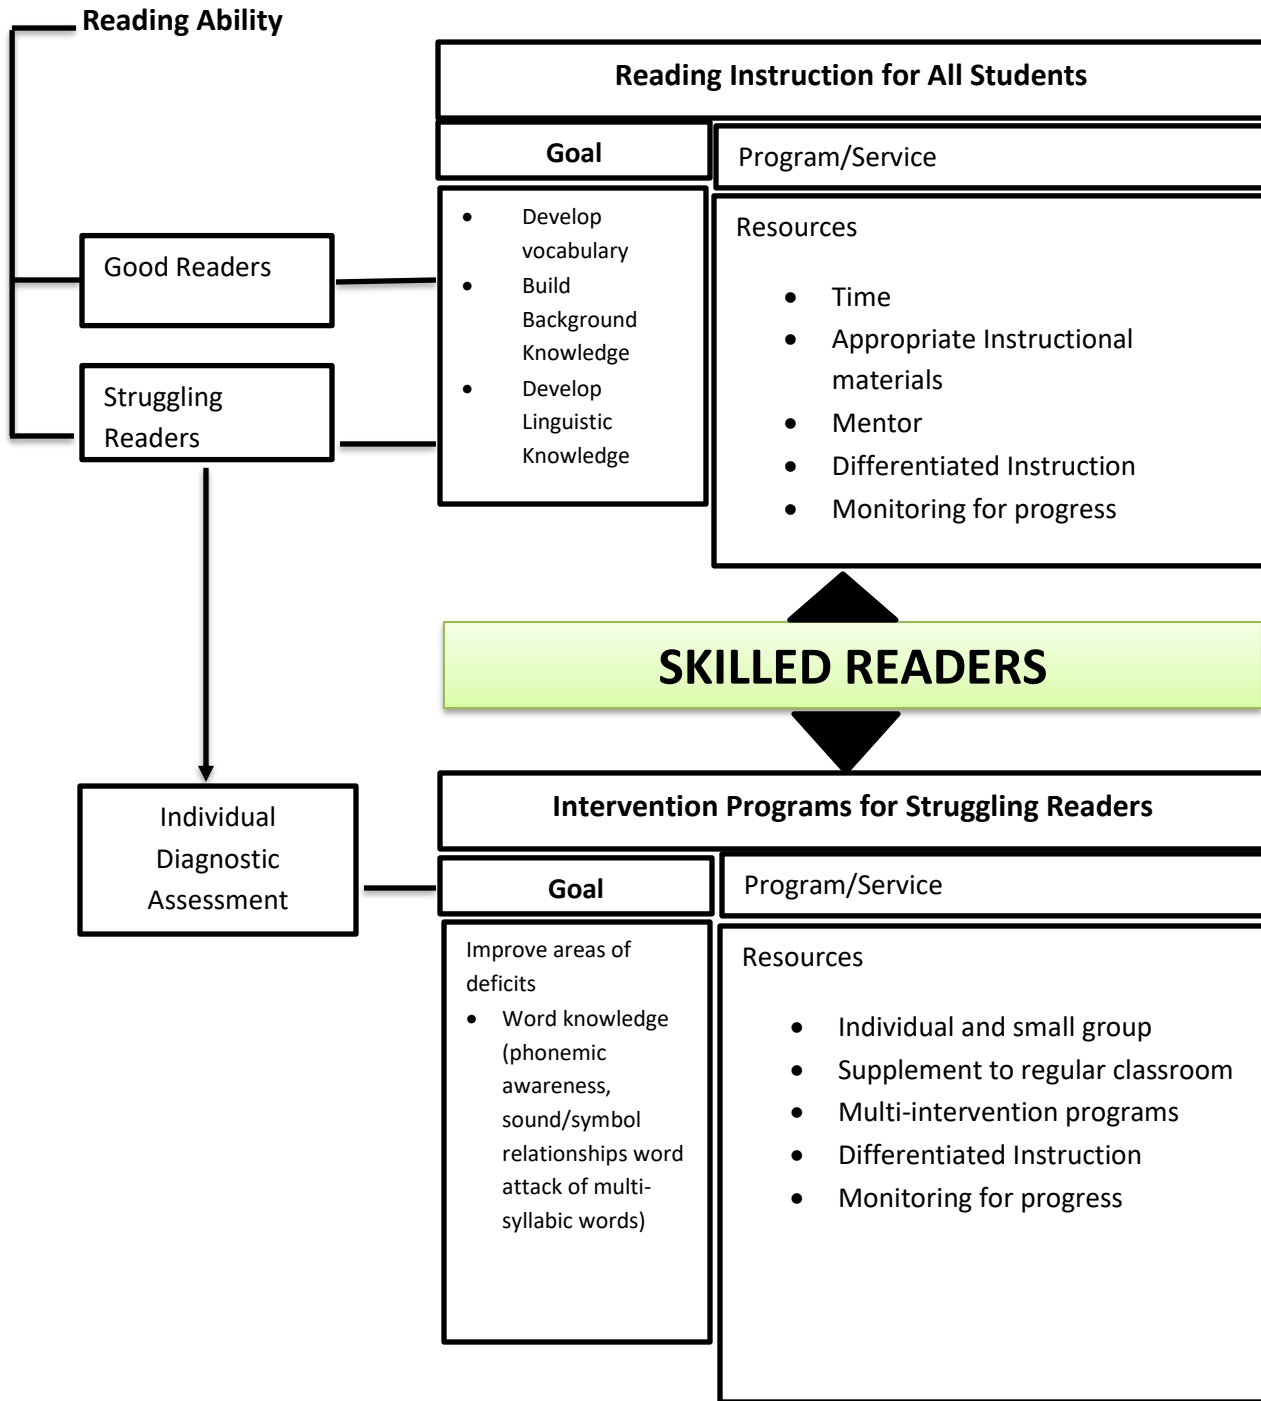 Reading Ability
Reading Instruction for All Students
Goal
Program/Service
Good Readers
Struggling
Readers
• Develop
vocabulary
• Build
Background
Knowledge
• Develop
Linguistic
Knowledge
Resources
• Time
• Appropriate Instructional
materials
• Mentor
• Differentiated Instruction
• Monitoring for progress
SKILLED READERS
Individual
Diagnostic
Assessment
Intervention Programs for Struggling Readers
Goal
Program/Service
Improve areas of
deficits
• Word knowledge
(phonemic
awareness,
sound/symbol
relationships word
attack of multi-
syllabic words)
Resources
• Individual and small group
• Supplement to regular classroom
• Multi-intervention programs
• Differentiated Instruction
• Monitoring for progress